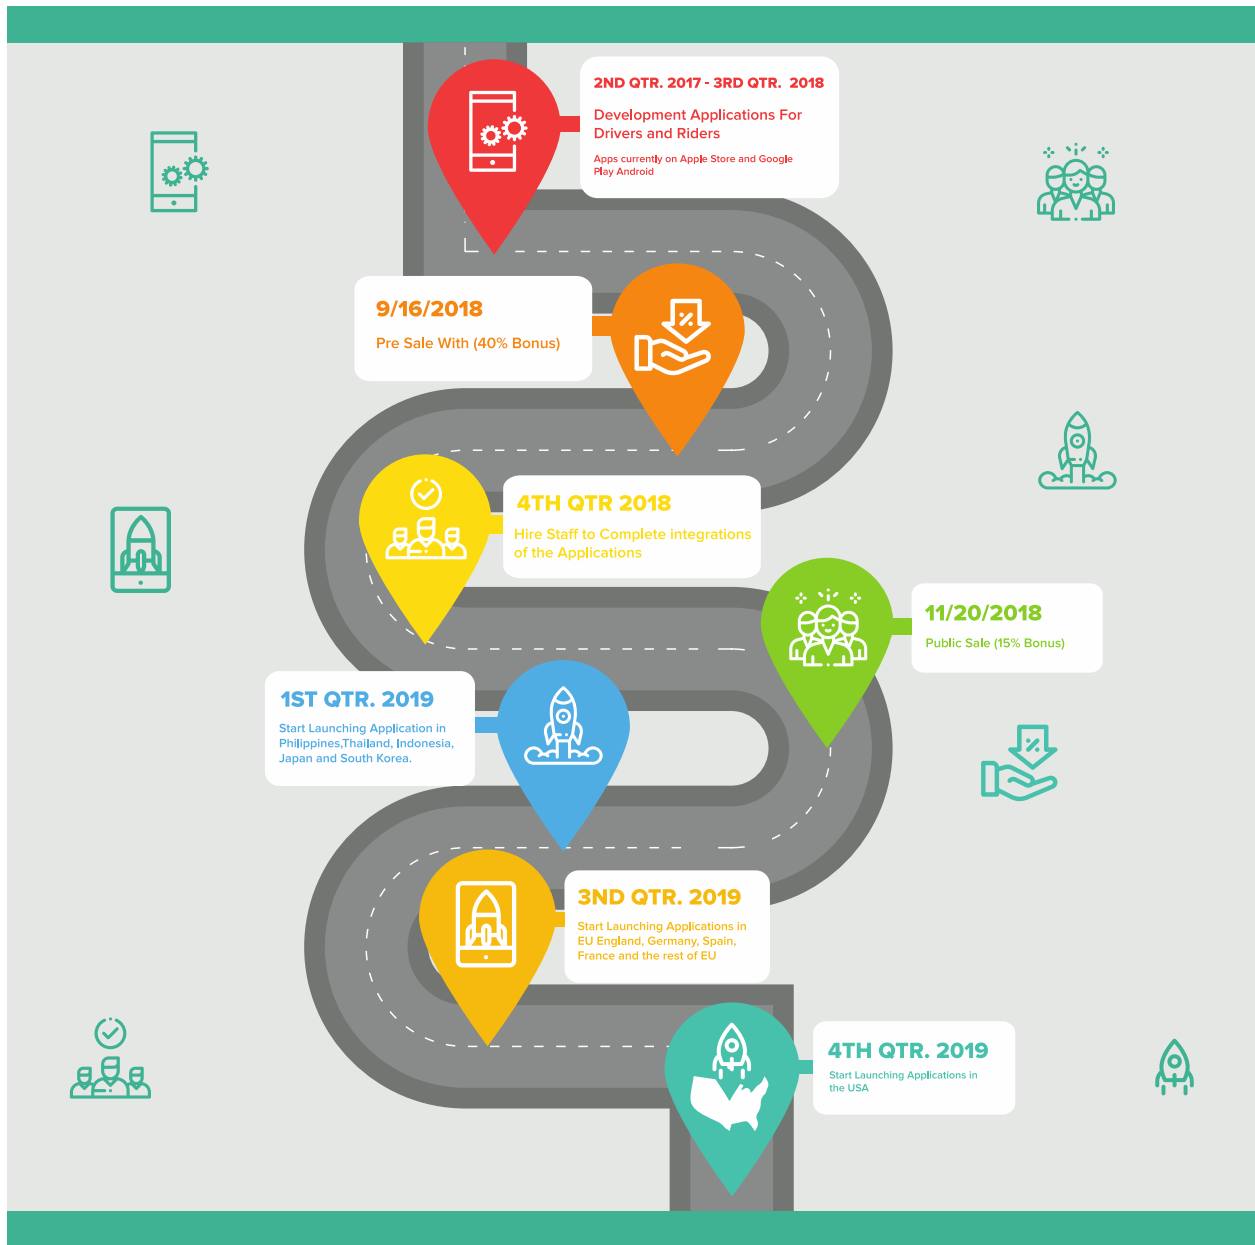 2ND QTR. 2017 - 3RD QTR. 2018
Development Applications For
Drivers and Riders
Apps currently on Apple Store and Google
Play Android
9/16/2018
Pre Sale With (40% Bonus)
4TH QTR 2018
Hire Staff to Complete integrations
of the Applications
11/20/2018
Public Sale (15% Bonus)
1ST QTR. 2019
Start Launching Application in
Philippines,Thailand, Indonesia,
Japan and South Korea.
3ND QTR. 2019
Start Launching Applications in
EU England, Germany, Spain,
France and the rest of EU
4TH QTR. 2019
Start Launching Applications in
the USA